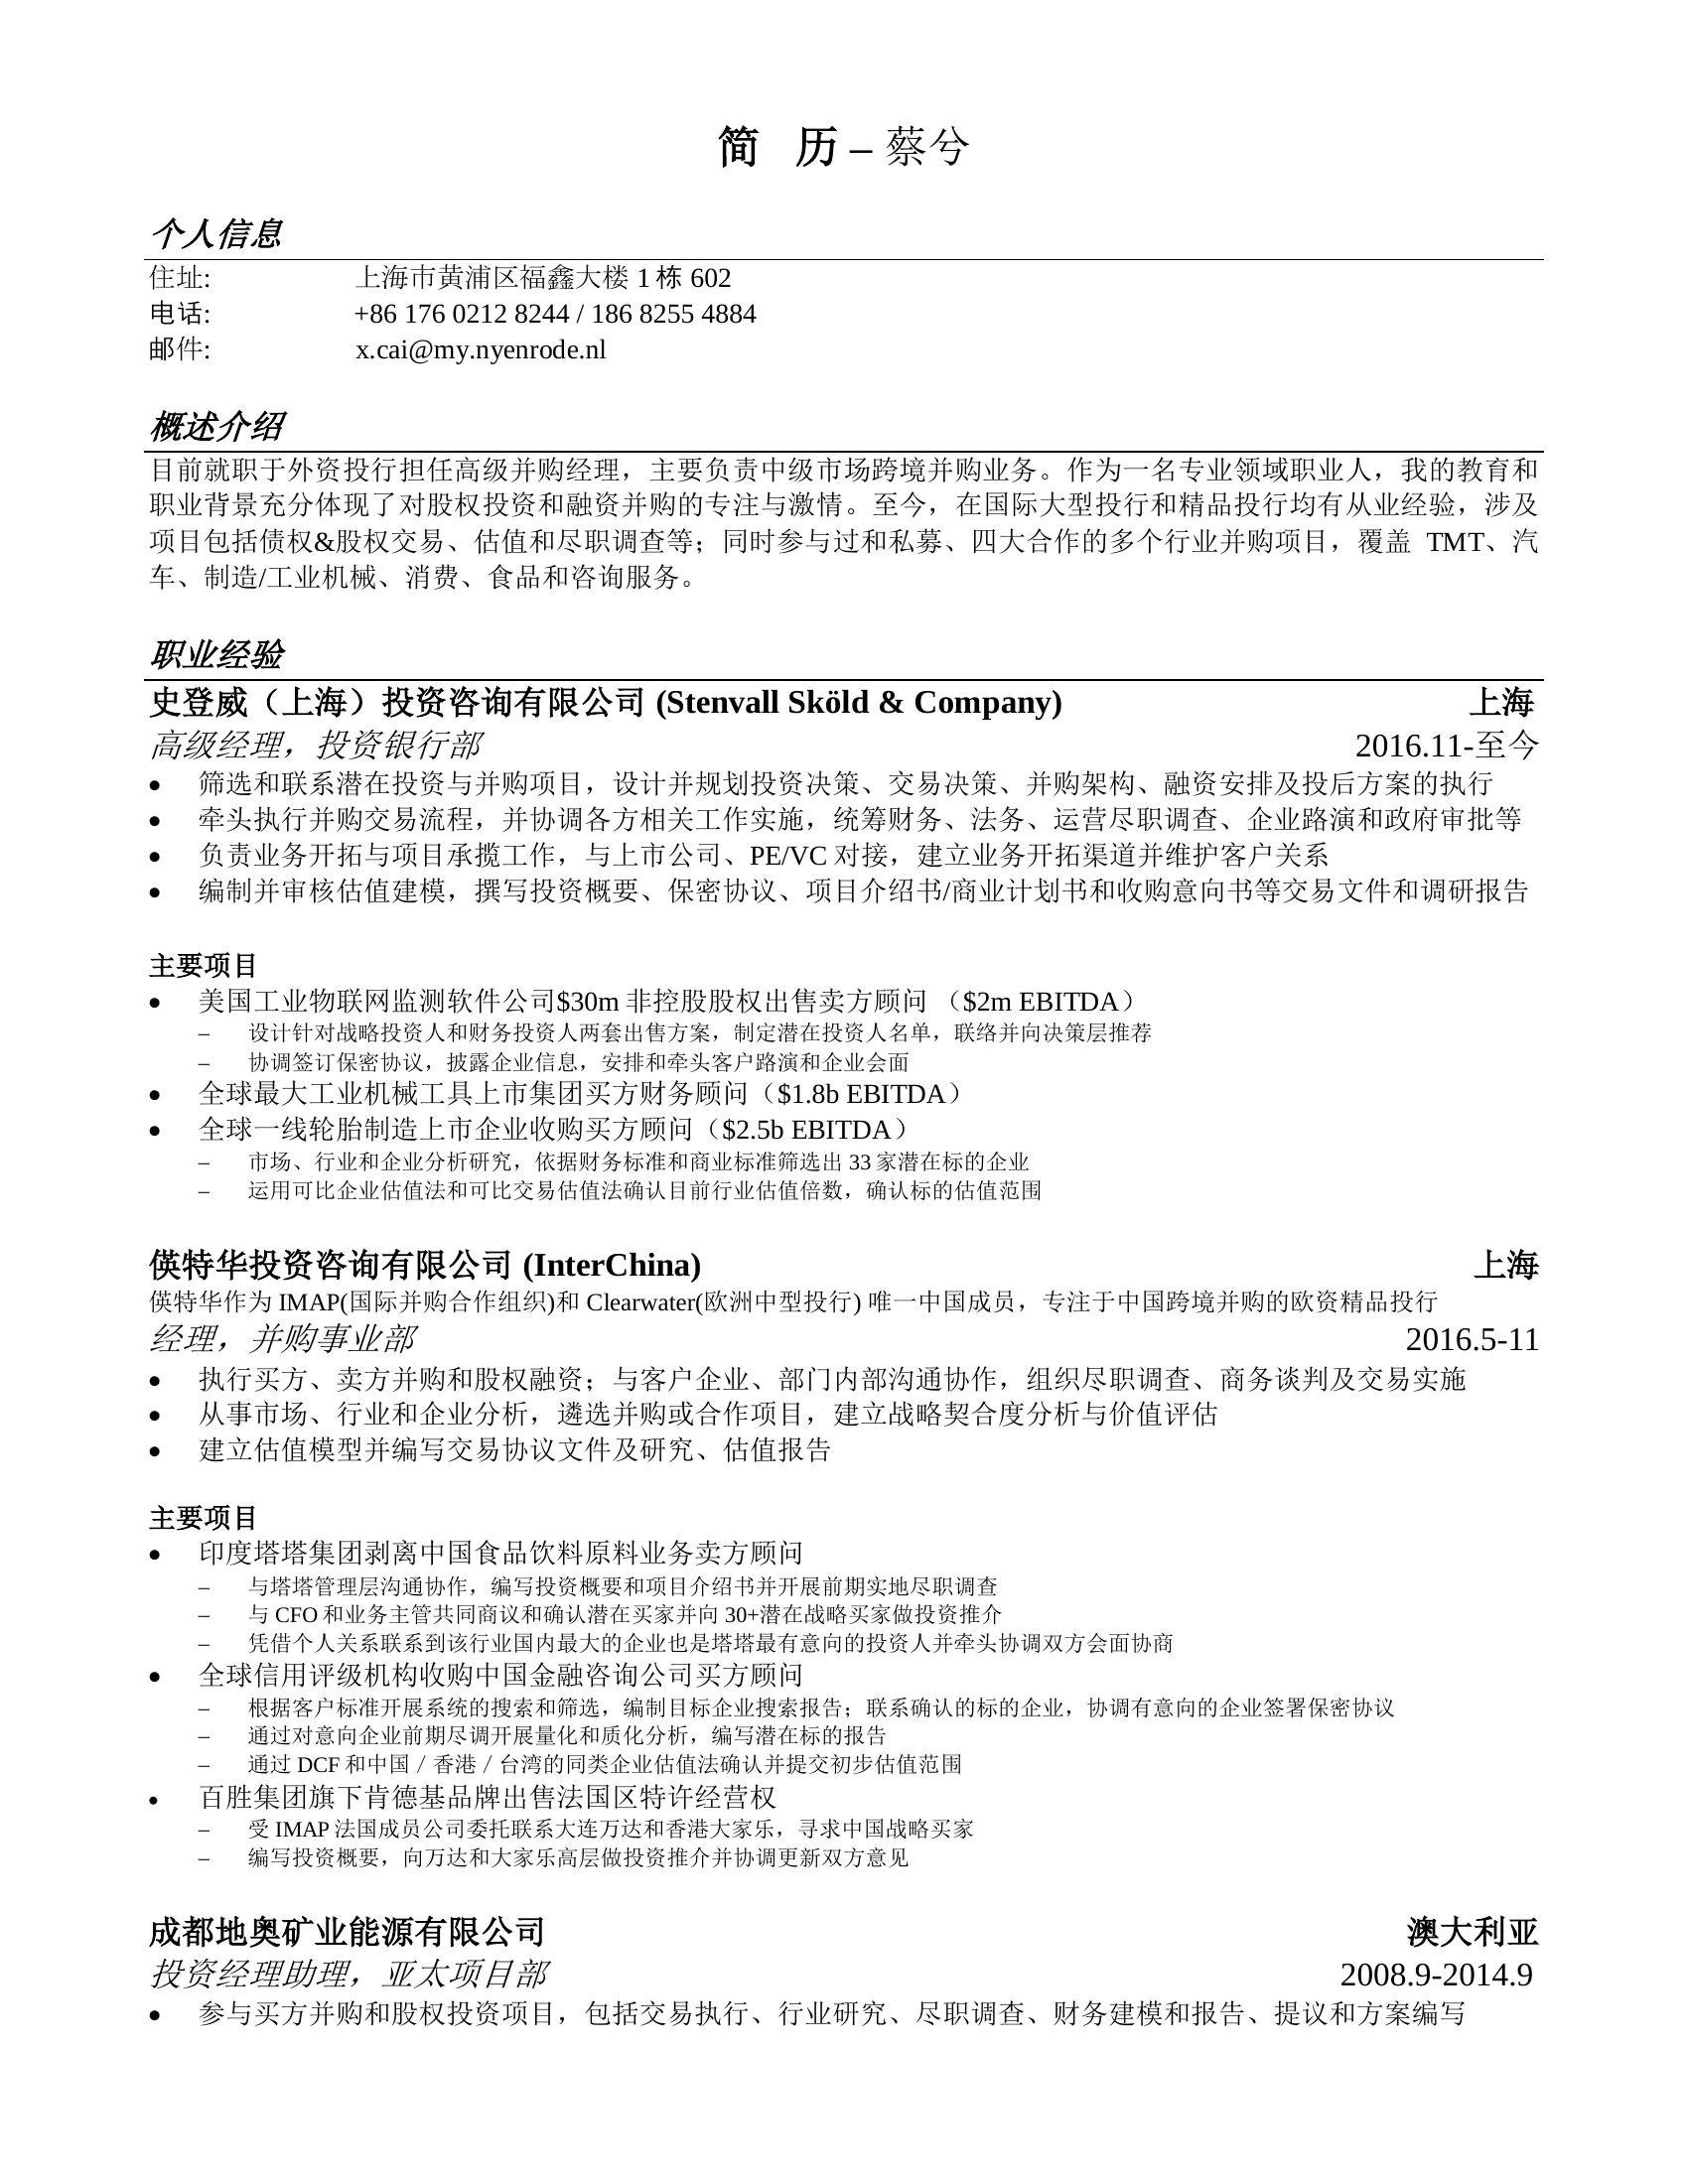 简 历 – 蔡兮
个人信息
住址: 上海市黄浦区福鑫大楼 1 栋 602
电话: +86 176 0212 8244 / 186 8255 4884
邮件: x.cai@my.nyenrode.nl
概述介绍
目前就职于外资投行担任高级并购经理，主要负责中级市场跨境并购业务。作为一名专业领域职业人，我的教育和
职业背景充分体现了对股权投资和融资并购的专注与激情。至今，在国际大型投行和精品投行均有从业经验，涉及
项目包括债权&股权交易、估值和尽职调查等；同时参与过和私募、四大合作的多个行业并购项目，覆盖 TMT、汽
车、制造/工业机械、消费、食品和咨询服务。
职业经验
史登威（上海）投资咨询有限公司 (Stenvall Sköld & Company) 上海
高级经理，投资银行部 2016.11-至今
● 筛选和联系潜在投资与并购项目，设计并规划投资决策、交易决策、并购架构、融资安排及投后方案的执行
● 牵头执行并购交易流程，并协调各方相关工作实施，统筹财务、法务、运营尽职调查、企业路演和政府审批等
● 负责业务开拓与项目承揽工作，与上市公司、PE/VC 对接，建立业务开拓渠道并维护客户关系
● 编制并审核估值建模，撰写投资概要、保密协议、项目介绍书/商业计划书和收购意向书等交易文件和调研报告
主要项目
● 美国工业物联网监测软件公司$30m 非控股股权出售卖方顾问 （$2m EBITDA）
– 设计针对战略投资人和财务投资人两套出售方案，制定潜在投资人名单，联络并向决策层推荐
– 协调签订保密协议，披露企业信息，安排和牵头客户路演和企业会面
● 全球最大工业机械工具上市集团买方财务顾问（$1.8b EBITDA）
● 全球一线轮胎制造上市企业收购买方顾问（$2.5b EBITDA）
– 市场、行业和企业分析研究，依据财务标准和商业标准筛选出 33 家潜在标的企业
– 运用可比企业估值法和可比交易估值法确认目前行业估值倍数，确认标的估值范围
偀特华投资咨询有限公司 (InterChina) 上海
偀特华作为 IMAP(国际并购合作组织)和 Clearwater(欧洲中型投行) 唯一中国成员，专注于中国跨境并购的欧资精品投行
经理，并购事业部 2016.5-11
● 执行买方、卖方并购和股权融资；与客户企业、部门内部沟通协作，组织尽职调查、商务谈判及交易实施
● 从事市场、行业和企业分析，遴选并购或合作项目，建立战略契合度分析与价值评估
● 建立估值模型并编写交易协议文件及研究、估值报告
主要项目
● 印度塔塔集团剥离中国食品饮料原料业务卖方顾问
– 与塔塔管理层沟通协作，编写投资概要和项目介绍书并开展前期实地尽职调查
– 与 CFO 和业务主管共同商议和确认潜在买家并向 30+潜在战略买家做投资推介
– 凭借个人关系联系到该行业国内最大的企业也是塔塔最有意向的投资人并牵头协调双方会面协商
● 全球信用评级机构收购中国金融咨询公司买方顾问
– 根据客户标准开展系统的搜索和筛选，编制目标企业搜索报告；联系确认的标的企业，协调有意向的企业签署保密协议
– 通过对意向企业前期尽调开展量化和质化分析，编写潜在标的报告
– 通过 DCF 和中国 / 香港 / 台湾的同类企业估值法确认并提交初步估值范围
● 百胜集团旗下肯德基品牌出售法国区特许经营权
– 受 IMAP 法国成员公司委托联系大连万达和香港大家乐，寻求中国战略买家
– 编写投资概要，向万达和大家乐高层做投资推介并协调更新双方意见
成都地奥矿业能源有限公司 澳大利亚
投资经理助理，亚太项目部 2008.9-2014.9
● 参与买方并购和股权投资项目，包括交易执行、行业研究、尽职调查、财务建模和报告、提议和方案编写